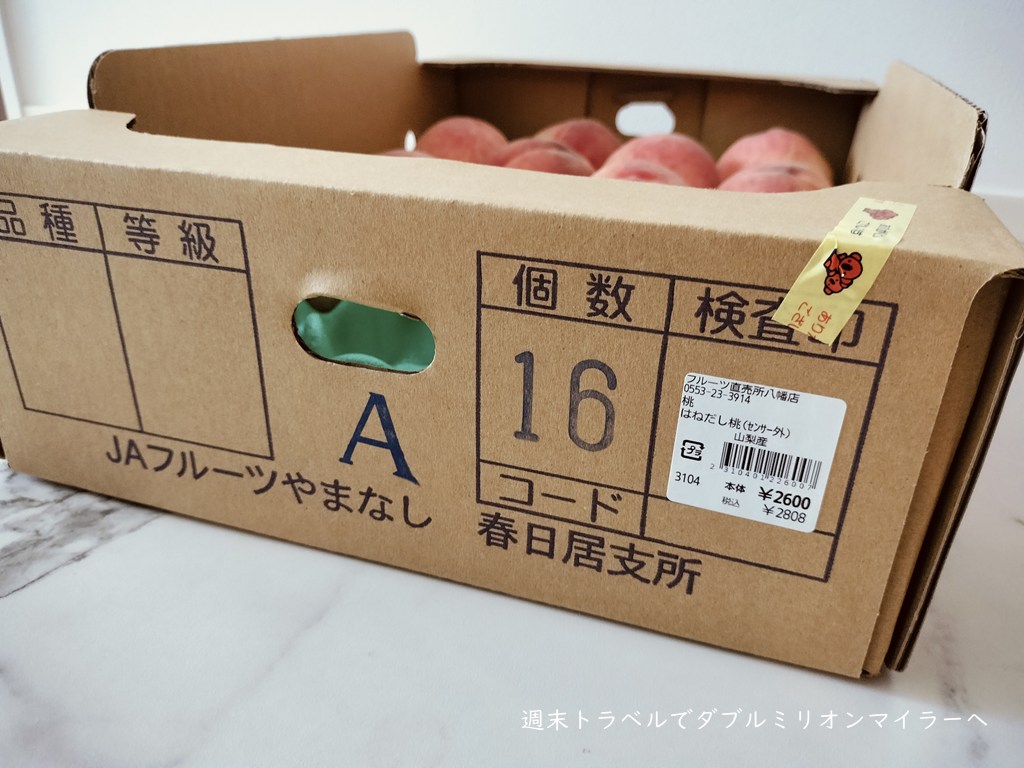 品種
等級
個数
検査印
16
コード
A
JAフルーツやまなし
春日居支所
フルーツ直売所八幡店
0553-23-3914
桃
はねだし桃(センサー外)
山梨産
プラ
2310401226007
3104
本体 ¥2600
税込 ¥2808
週末トラベルでダブルミリオンマイラーへ